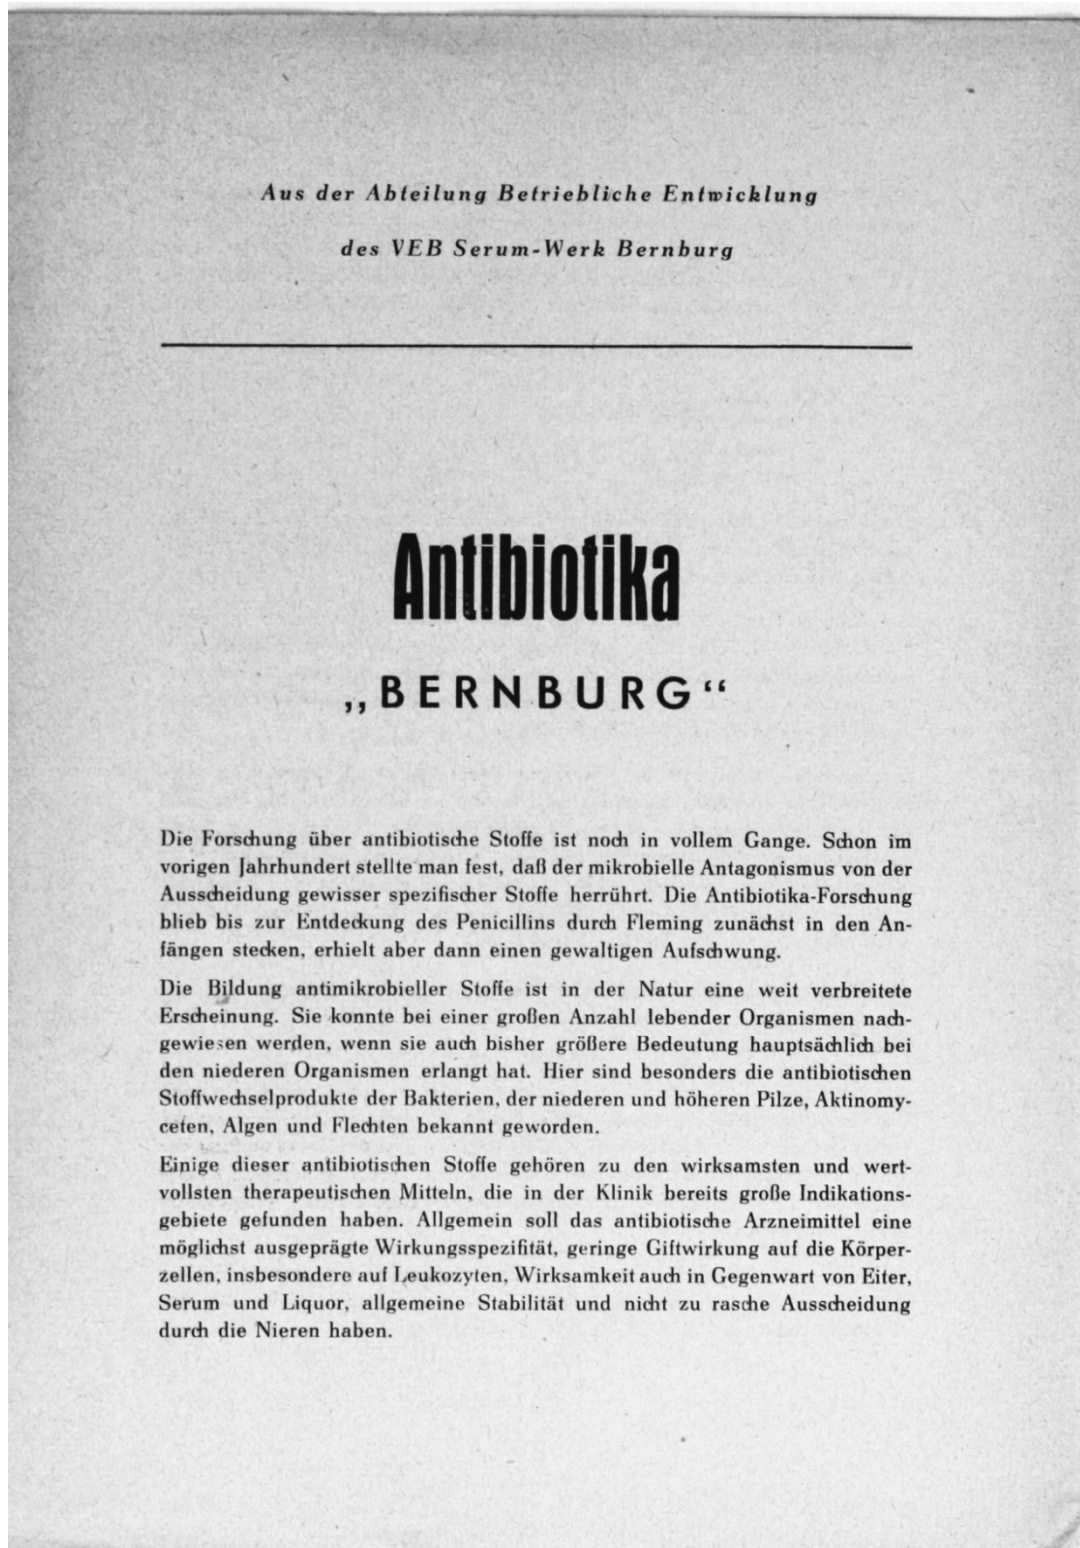 Aus der Abteilung Betriebliche Entwicklung
des VEB Serum-Werk Bernburg
Antibiotika
„BERNBURG“
Die Forschung über antibiotische Stoffe ist noch in vollem Gange. Schon im
vorigen Jahrhundert stellte man fest, daß der mikrobielle Antagonismus von der
Ausscheidung gewisser spezifischer Stoffe herrührt. Die Antibiotika-Forschung
blieb bis zur Entdeckung des Penicillins durch Fleming zunächst in den An-
fängen stecken, erhielt aber dann einen gewaltigen Aufschwung.
Die Bildung antimikrobieller Stoffe ist in der Natur eine weit verbreitete
Erscheinung. Sie konnte bei einer großen Anzahl lebender Organismen nach-
gewiesen werden, wenn sie auch bisher größere Bedeutung hauptsächlich bei
den niederen Organismen erlangt hat. Hier sind besonders die antibiotischen
Stoffwechselprodukte der Bakterien, der niederen und höheren Pilze, Aktinomy-
ceten, Algen und Flechten bekannt geworden.
Einige dieser antibiotischen Stoffe gehören zu den wirksamsten und wert-
vollsten therapeutischen Mitteln, die in der Klinik bereits große Indikations-
gebiete gefunden haben. Allgemein soll das antibiotische Arzneimittel eine
möglichst ausgeprägte Wirkungsspezifität, geringe Giftwirkung auf die Körper-
zellen, insbesondere auf Leukozyten, Wirksamkeit auch in Gegenwart von Eiter,
Serum und Liquor, allgemeine Stabilität und nicht zu rasche Ausscheidung
durch die Nieren haben.